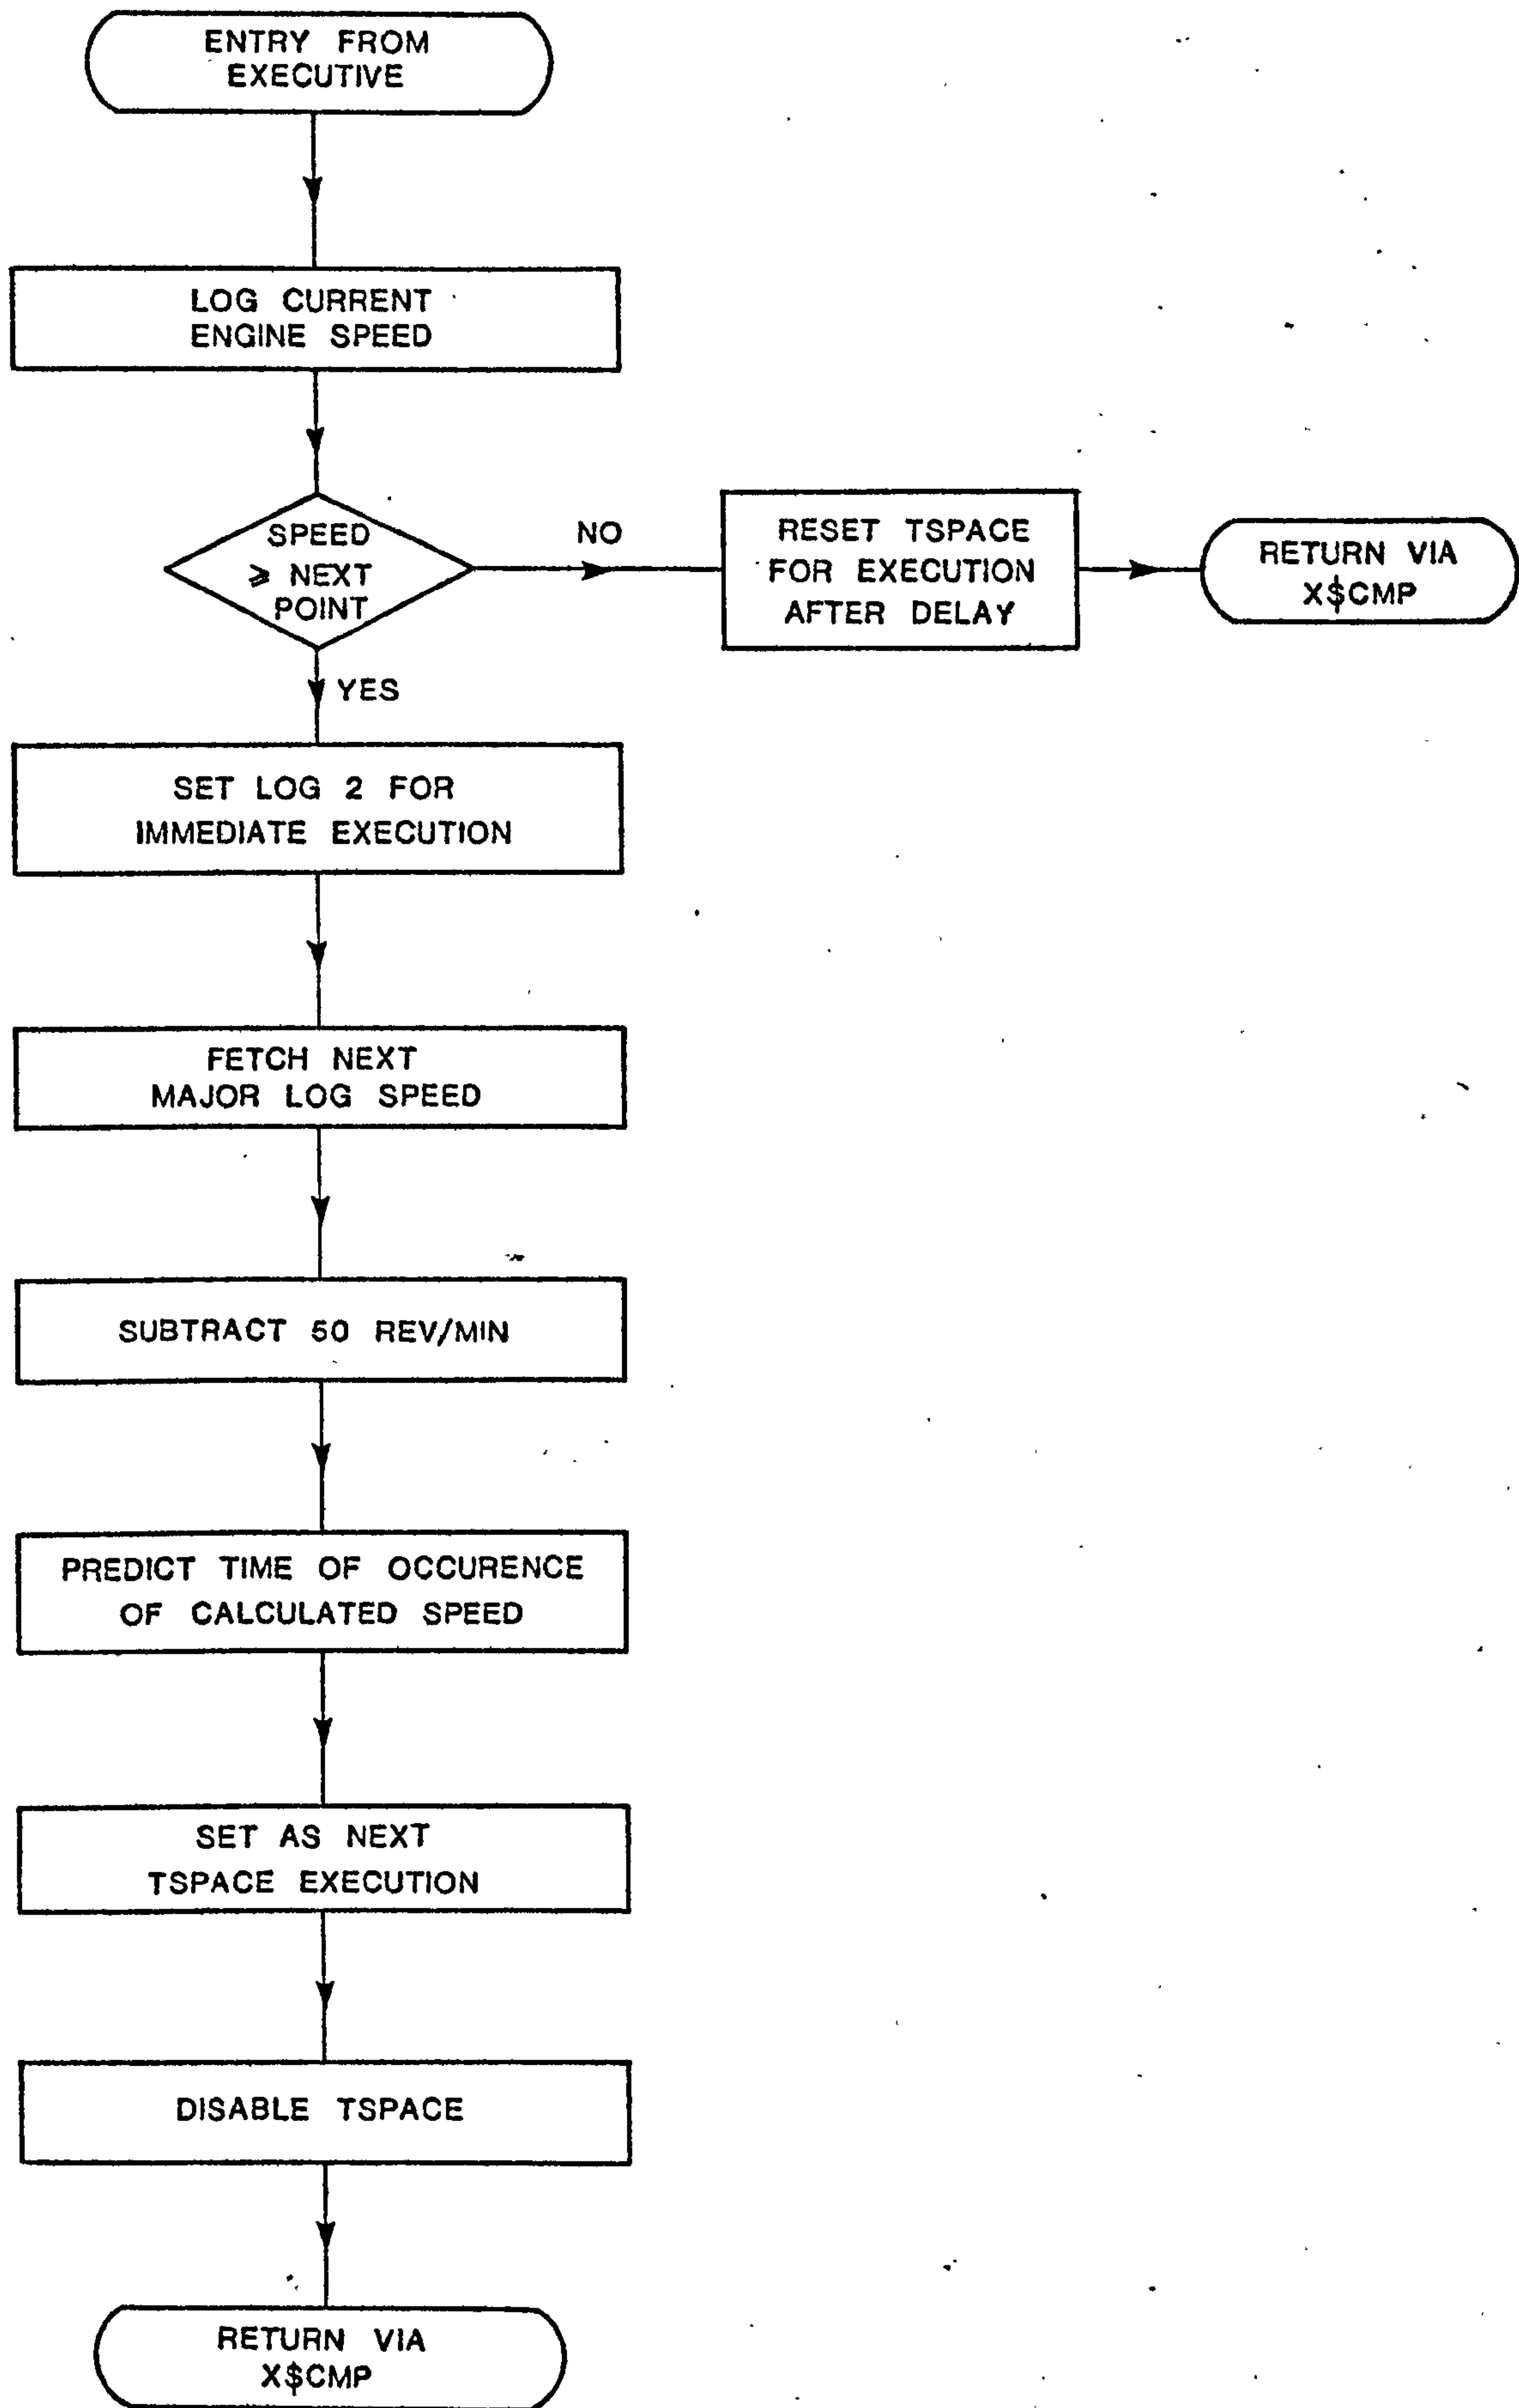 ENTRY FROM
EXECUTIVE
LOG CURRENT
ENGINE SPEED
SPEED
⩾ NEXT
POINT
NO
RESET TSPACE
FOR EXECUTION
AFTER DELAY
RETURN VIA
X$CMP
YES
SET LOG 2 FOR
IMMEDIATE EXECUTION
FETCH NEXT
MAJOR LOG SPEED
SUBTRACT 50 REV/MIN
PREDICT TIME OF OCCURENCE
OF CALCULATED SPEED
SET AS NEXT
TSPACE EXECUTION
DISABLE TSPACE
RETURN VIA
X$CMP